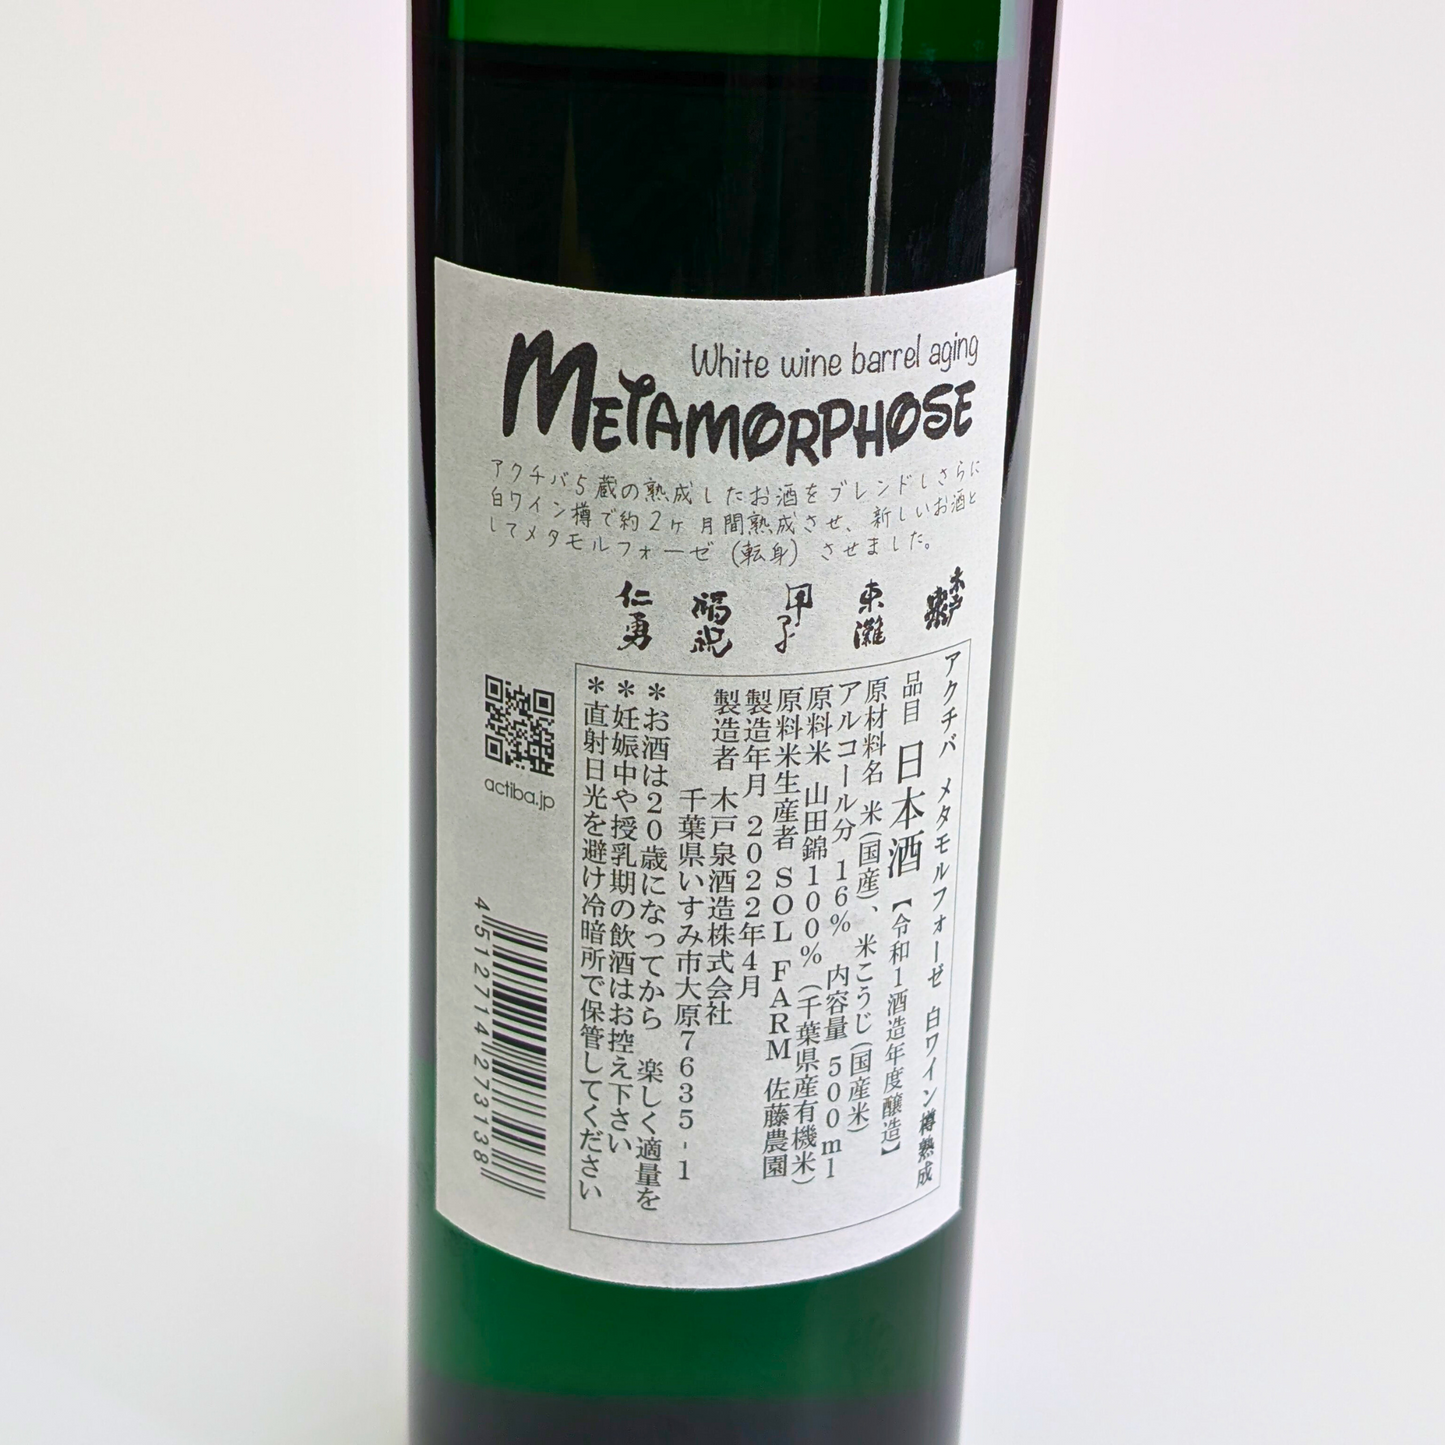 White wine barrel aging
METAMORPHOSE
アクチバ5蔵の熟成したお酒をブレンドしさらに
白ワイン樽で約2ヶ月間熟成させ、新しいお酒と
してメタモルフォーゼ（転身）させました。
木戸泉
東灘
甲子
福祝
仁勇
アクチバ メタモルフォーゼ 白ワイン樽熟成
品目 日本酒【令和1酒造年度醸造】
原材料名 米（国産）、米こうじ（国産米）
アルコール分 16% 内容量 500ml
原料米 山田錦100%（千葉県産有機米）
原料米生産者 SOL FARM 佐藤農園
製造年月 2022年4月
製造者 木戸泉酒造株式会社
千葉県いすみ市大原7635-1
＊お酒は20歳になってから 楽しく適量を
＊妊娠中や授乳期の飲酒はお控え下さい
＊直射日光を避け冷暗所で保管してください
actiba.jp
4512714273138